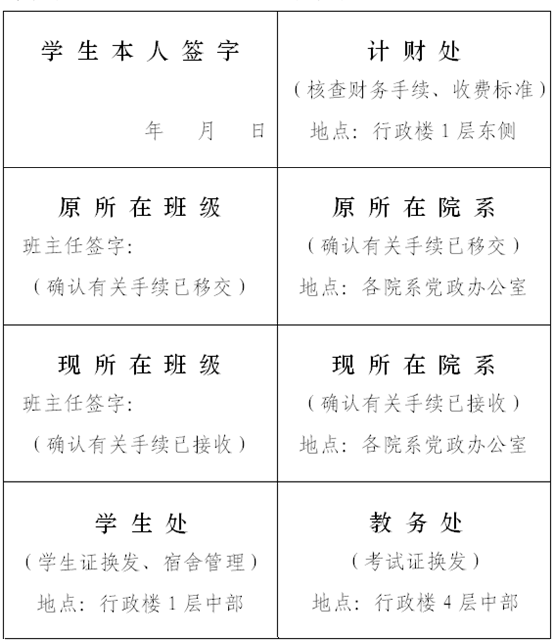 学生本人签字
年 月 日
计财处
（核查财务手续、收费标准）
地点：行政楼1层东侧
原所在班级
班主任签字：
（确认有关手续已移交）
原所在院系
（确认有关手续已移交）
地点：各院系党政办公室
现所在班级
班主任签字：
（确认有关手续已接收）
现所在院系
（确认有关手续已接收）
地点：各院系党政办公室
学生处
（学生证换发、宿舍管理）
地点：行政楼1层中部
教务处
（考试证换发）
地点：行政楼4层中部